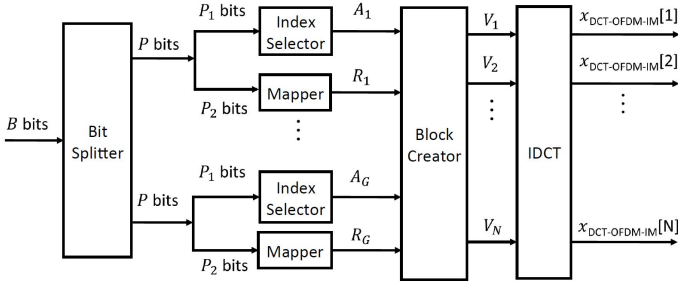 B bits
Bit
Splitter
P bits
P₁ bits
Index
Selector
A₁
P₂ bits
Mapper
R₁
⋮
P bits
P₁ bits
Index
Selector
A_G
P₂ bits
Mapper
R_G
Block
Creator
V₁
V₂
⋮
V_N
IDCT
x_DCT-OFDM-IM[1]
x_DCT-OFDM-IM[2]
⋮
x_DCT-OFDM-IM[N]